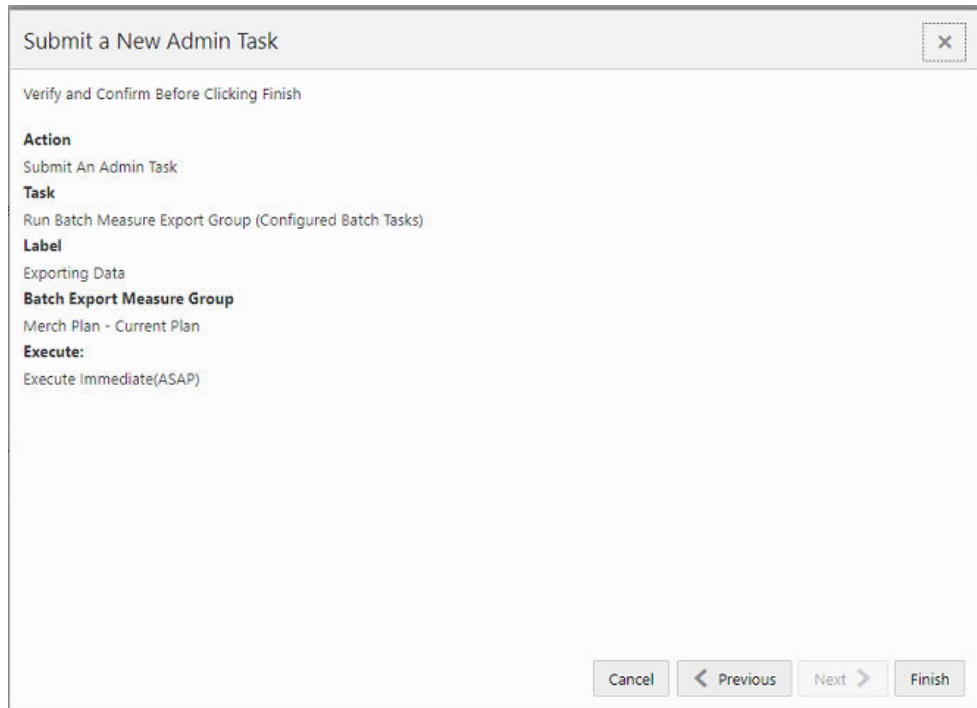 Submit a New Admin Task
Verify and Confirm Before Clicking Finish
Action
Submit An Admin Task
Task
Run Batch Measure Export Group (Configured Batch Tasks)
Label
Exporting Data
Batch Export Measure Group
Merch Plan - Current Plan
Execute:
Execute Immediate(ASAP)
Cancel Previous Next Finish